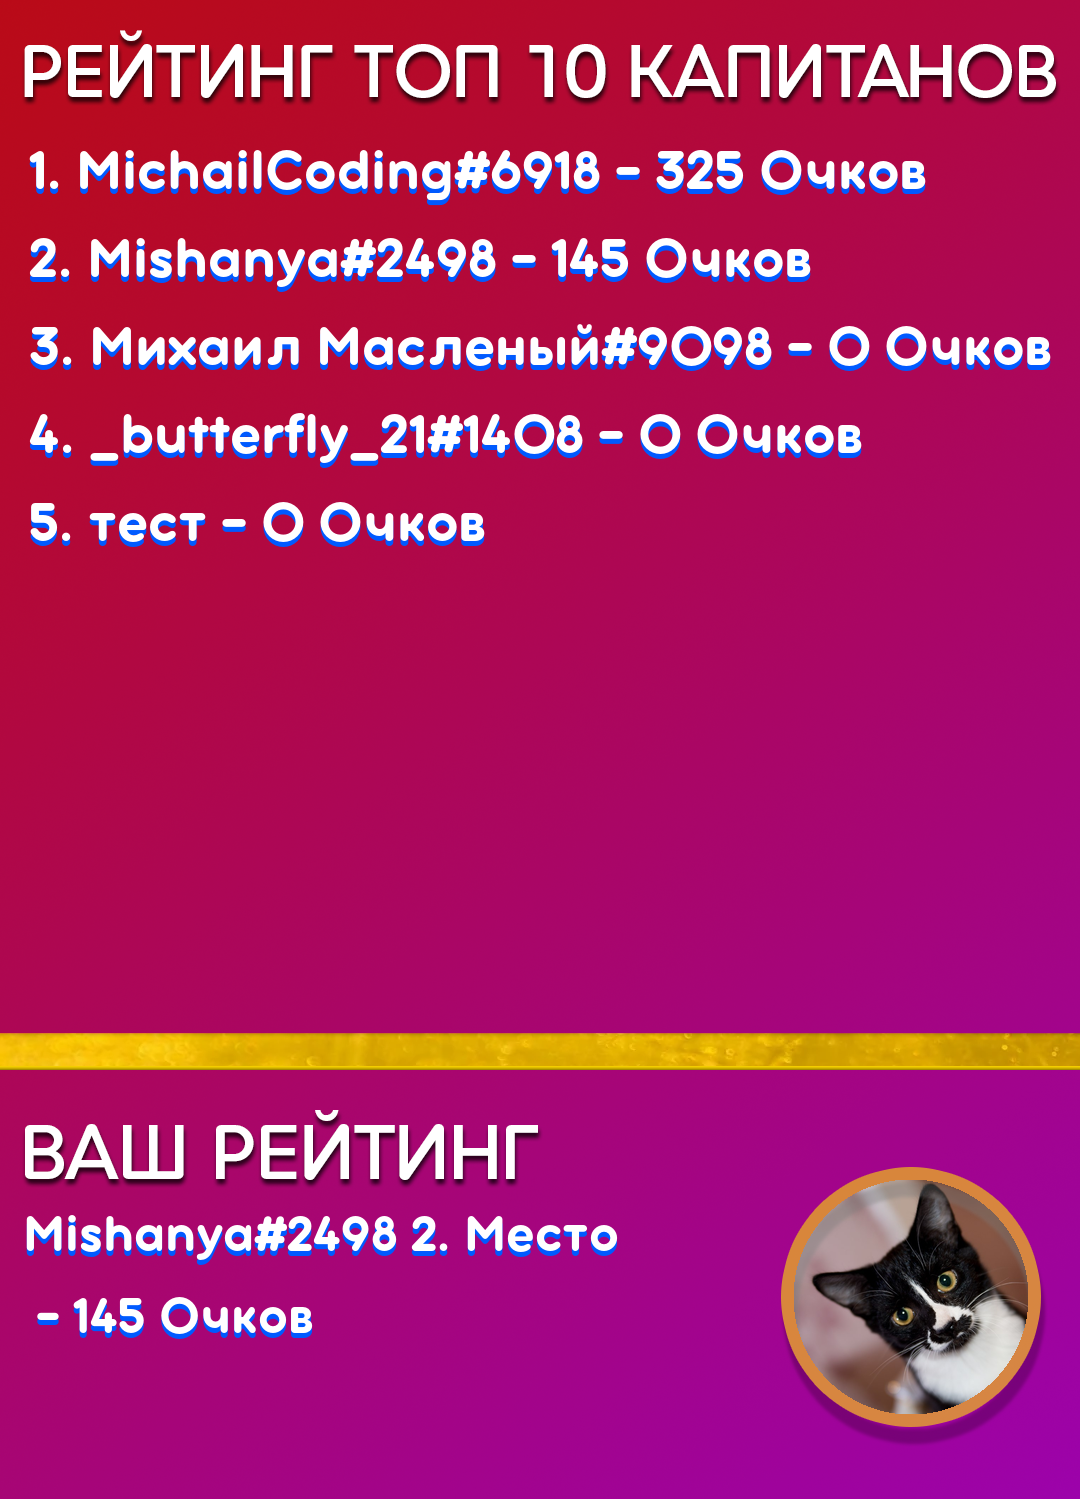 РЕЙТИНГ ТОП 10 КАПИТАНОВ
1. MichailCoding#6918 - 325 Очков
2. Mishanya#2498 - 145 Очков
3. Михаил Масленый#9098 - 0 Очков
4. _butterfly_21#1408 - 0 Очков
5. тест - 0 Очков
ВАШ РЕЙТИНГ
Mishanya#2498 2. Место
- 145 Очков